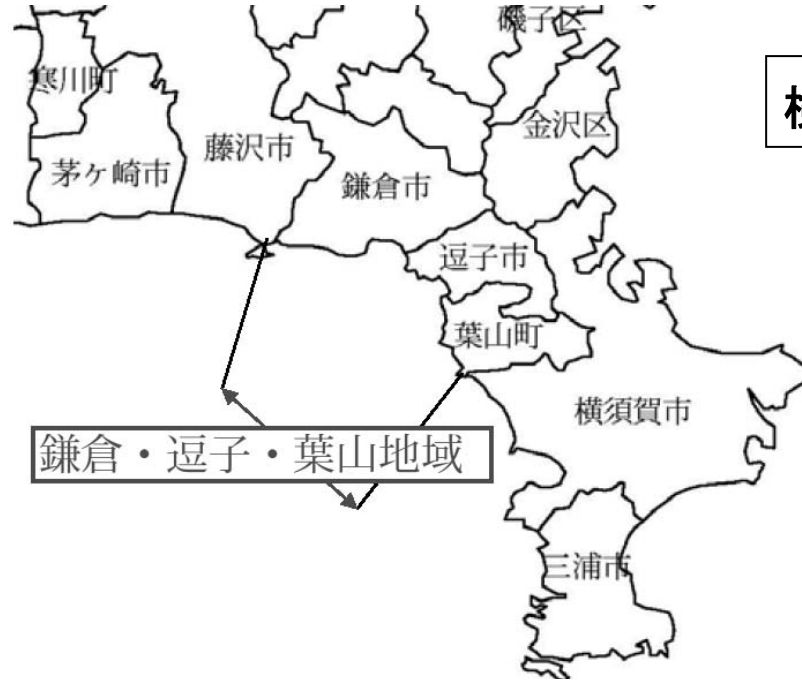 磯子区
寒川町
金沢区
藤沢市
茅ヶ崎市
鎌倉市
逗子市
葉山町
横須賀市
鎌倉・逗子・葉山地域
三浦市